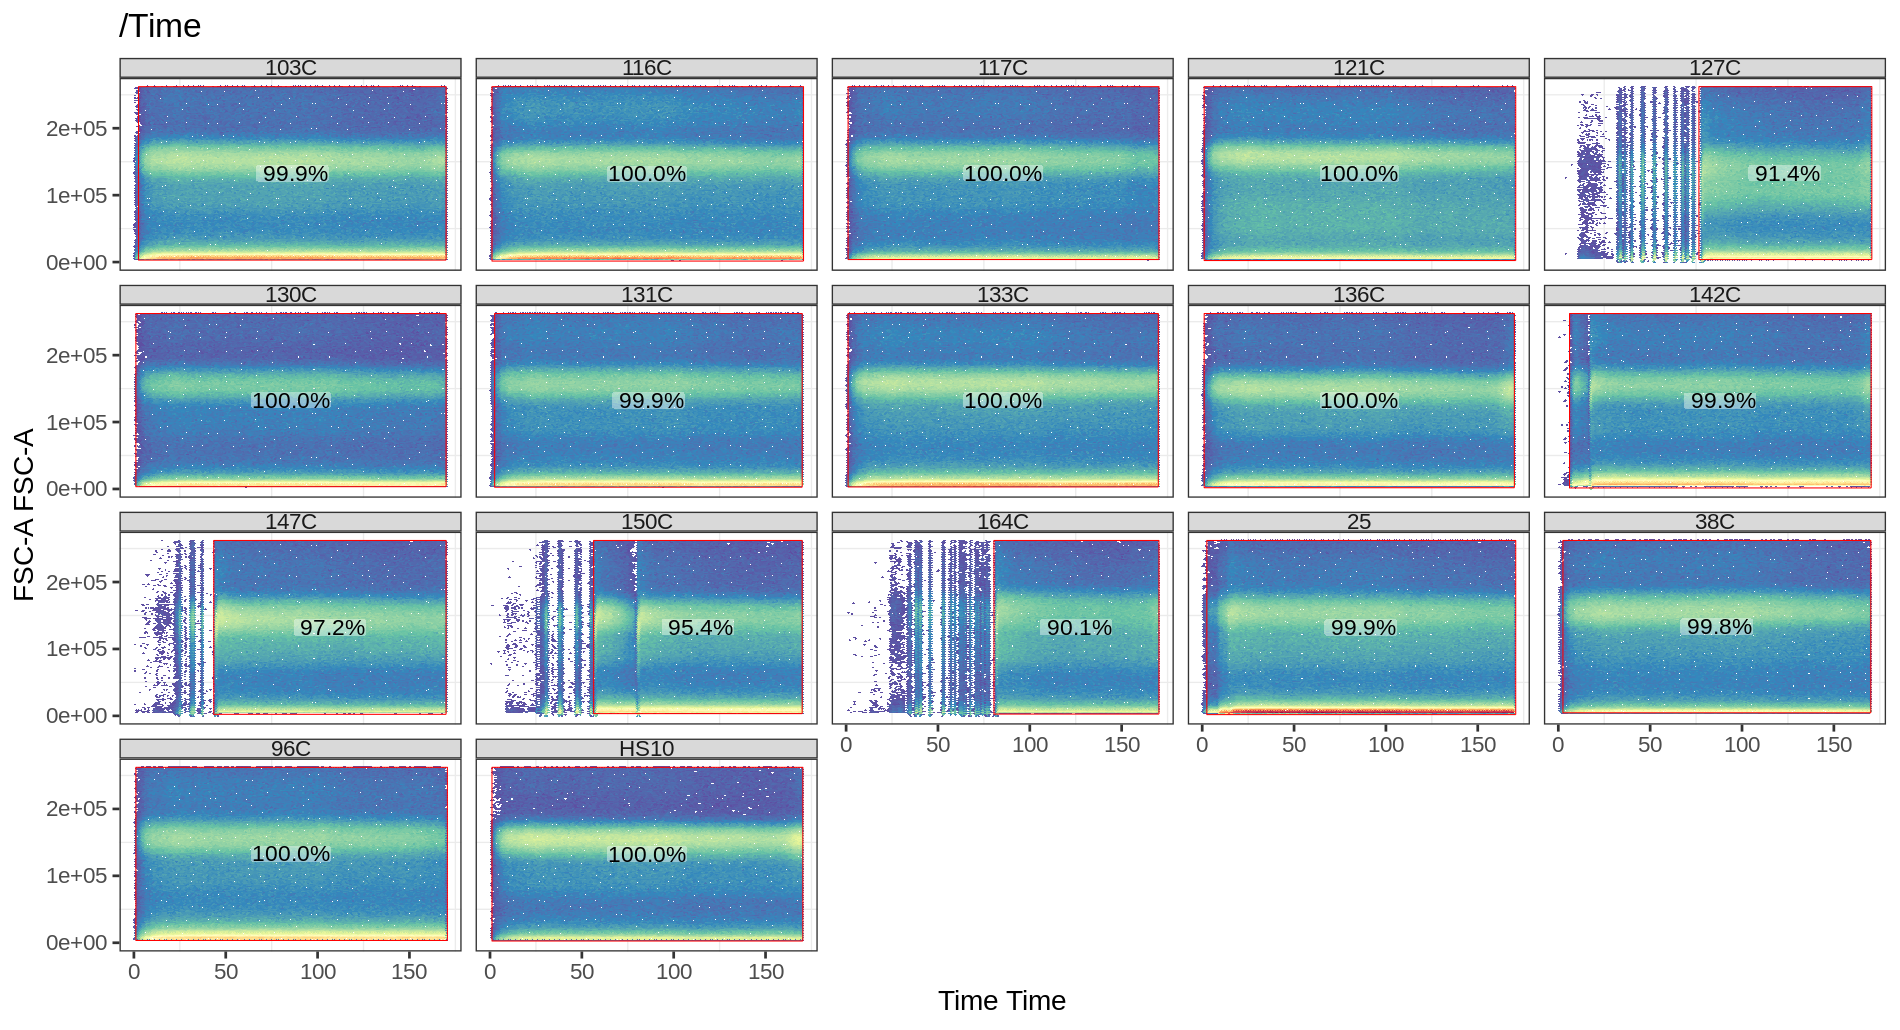 /Time
103C 116C 117C 121C 127C
2e+05
1e+05
0e+00
99.9% 100.0% 100.0% 100.0% 91.4%
130C 131C 133C 136C 142C
2e+05
1e+05
0e+00
100.0% 99.9% 100.0% 100.0% 99.9%
147C 150C 164C 25 38C
2e+05
1e+05
0e+00
97.2% 95.4% 90.1% 99.9% 99.8%
0 50 100 150 0 50 100 150 0 50 100 150
96C HS10
2e+05
1e+05
0e+00
100.0% 100.0%
0 50 100 150 0 50 100 150
FSC-A FSC-A
Time Time